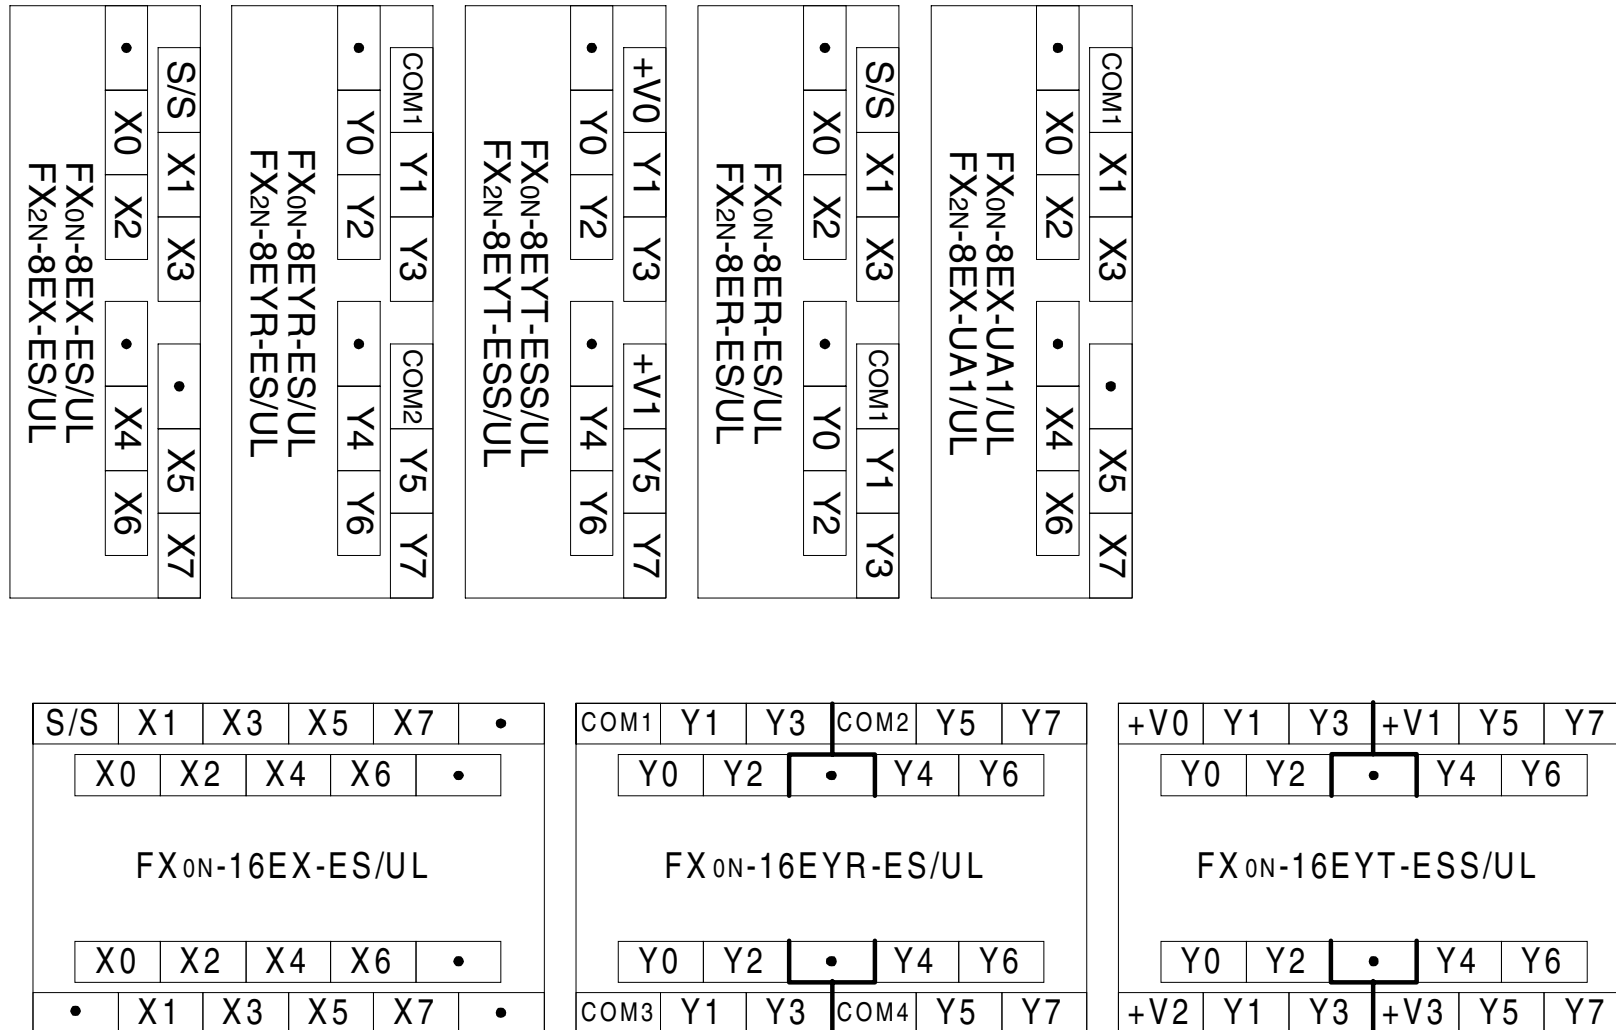 S/S X1 X3 • X5 X7
• X0 X2 • X4 X6
FX0N-8EX-ES/UL
FX2N-8EX-ES/UL
COM1 Y1 Y3 COM2 Y5 Y7
• Y0 Y2 • Y4 Y6
FX0N-8EYR-ES/UL
FX2N-8EYR-ES/UL
+V0 Y1 Y3 +V1 Y5 Y7
• Y0 Y2 • Y4 Y6
FX0N-8EYT-ESS/UL
FX2N-8EYT-ESS/UL
S/S X1 X3 COM1 Y1 Y3
• X0 X2 • Y0 Y2
FX0N-8ER-ES/UL
FX2N-8ER-ES/UL
COM1 X1 X3 • X5 X7
• X0 X2 • X4 X6
FX0N-8EX-UA1/UL
FX2N-8EX-UA1/UL
S/S X1 X3 X5 X7 •
X0 X2 X4 X6 •
FX0N-16EX-ES/UL
X0 X2 X4 X6 •
• X1 X3 X5 X7 •
COM1 Y1 Y3 COM2 Y5 Y7
Y0 Y2 • Y4 Y6
FX0N-16EYR-ES/UL
Y0 Y2 • Y4 Y6
COM3 Y1 Y3 COM4 Y5 Y7
+V0 Y1 Y3 +V1 Y5 Y7
Y0 Y2 • Y4 Y6
FX0N-16EYT-ESS/UL
Y0 Y2 • Y4 Y6
+V2 Y1 Y3 +V3 Y5 Y7